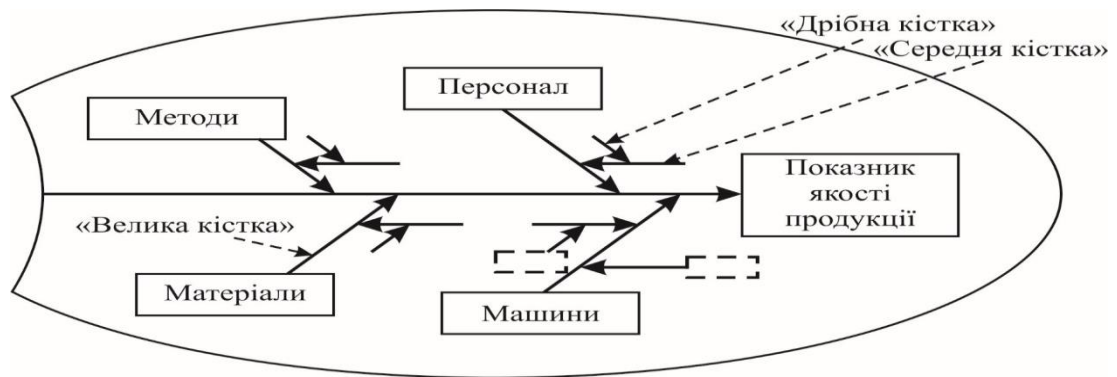 «Дрібна кістка»
«Середня кістка»
Персонал
Методи
Показник
якості
продукції
«Велика кістка»
Матеріали
Машини